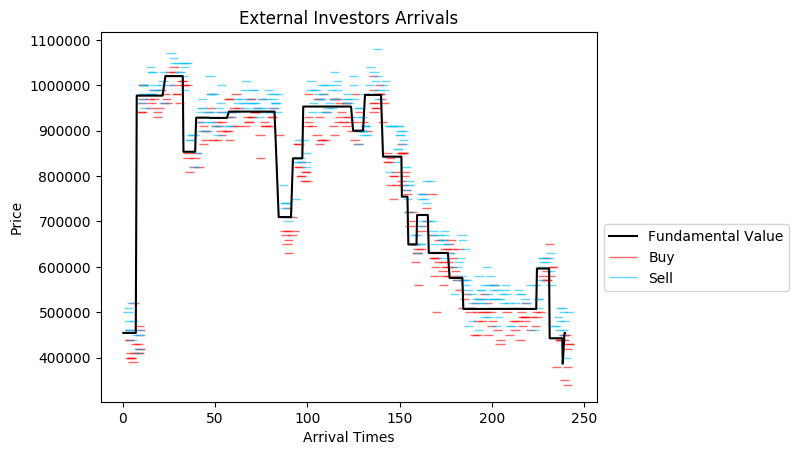 External Investors Arrivals
1100000
1000000
900000
800000
700000
600000
500000
400000
Price
0
50
100
150
200
250
Arrival Times
Fundamental Value
Buy
Sell